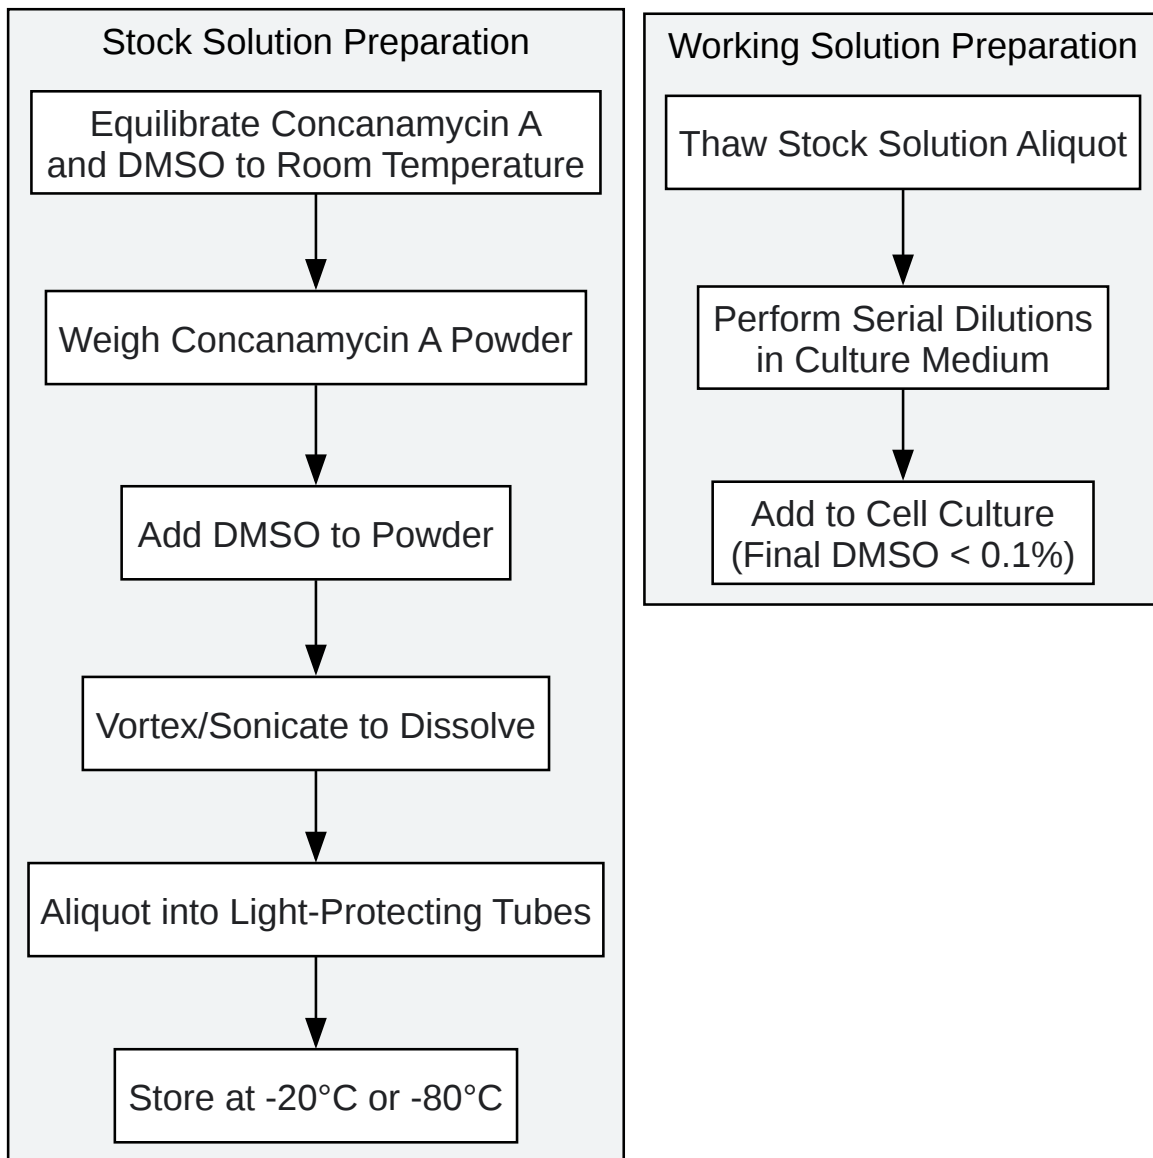 Stock Solution Preparation
Equilibrate Concanamycin A
and DMSO to Room Temperature
Weigh Concanamycin A Powder
Add DMSO to Powder
Vortex/Sonicate to Dissolve
Aliquot into Light-Protecting Tubes
Store at -20°C or -80°C
Working Solution Preparation
Thaw Stock Solution Aliquot
Perform Serial Dilutions
in Culture Medium
Add to Cell Culture
(Final DMSO < 0.1%)